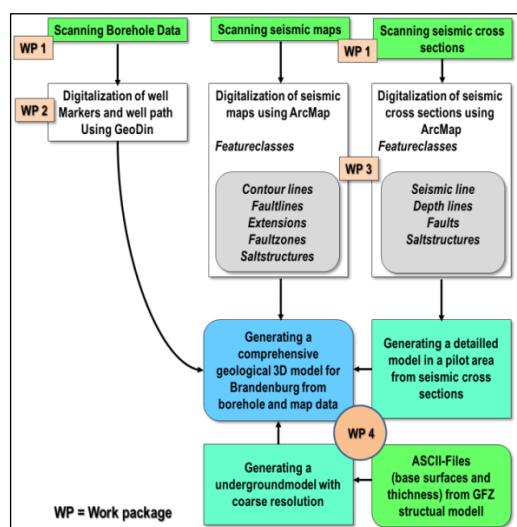 Scanning Borehole Data
Scanning seismic maps
Scanning seismic cross
sections
WP 1
WP 1
Digitalization of well
Markers and well path
Using GeoDin
WP 2
Digitalization of seismic
maps using ArcMap
Featureclasses
Digitalization of seismic
cross sections using
ArcMap
Featureclasses
WP 3
Contour lines
Faultlines
Extensions
Faultzones
Saltstructures
Seismic line
Depth lines
Faults
Saltstructures
Generating a
comprehensive
geological 3D model for
Brandenburg from
borehole and map data
Generating a detailled
model in a pilot area
from seismic cross
sections
WP 4
Generating a
undergroundmodel with
coarse resolution
ASCII-Files
(base surfaces and
thichness) from GFZ
structual modell
WP = Work package